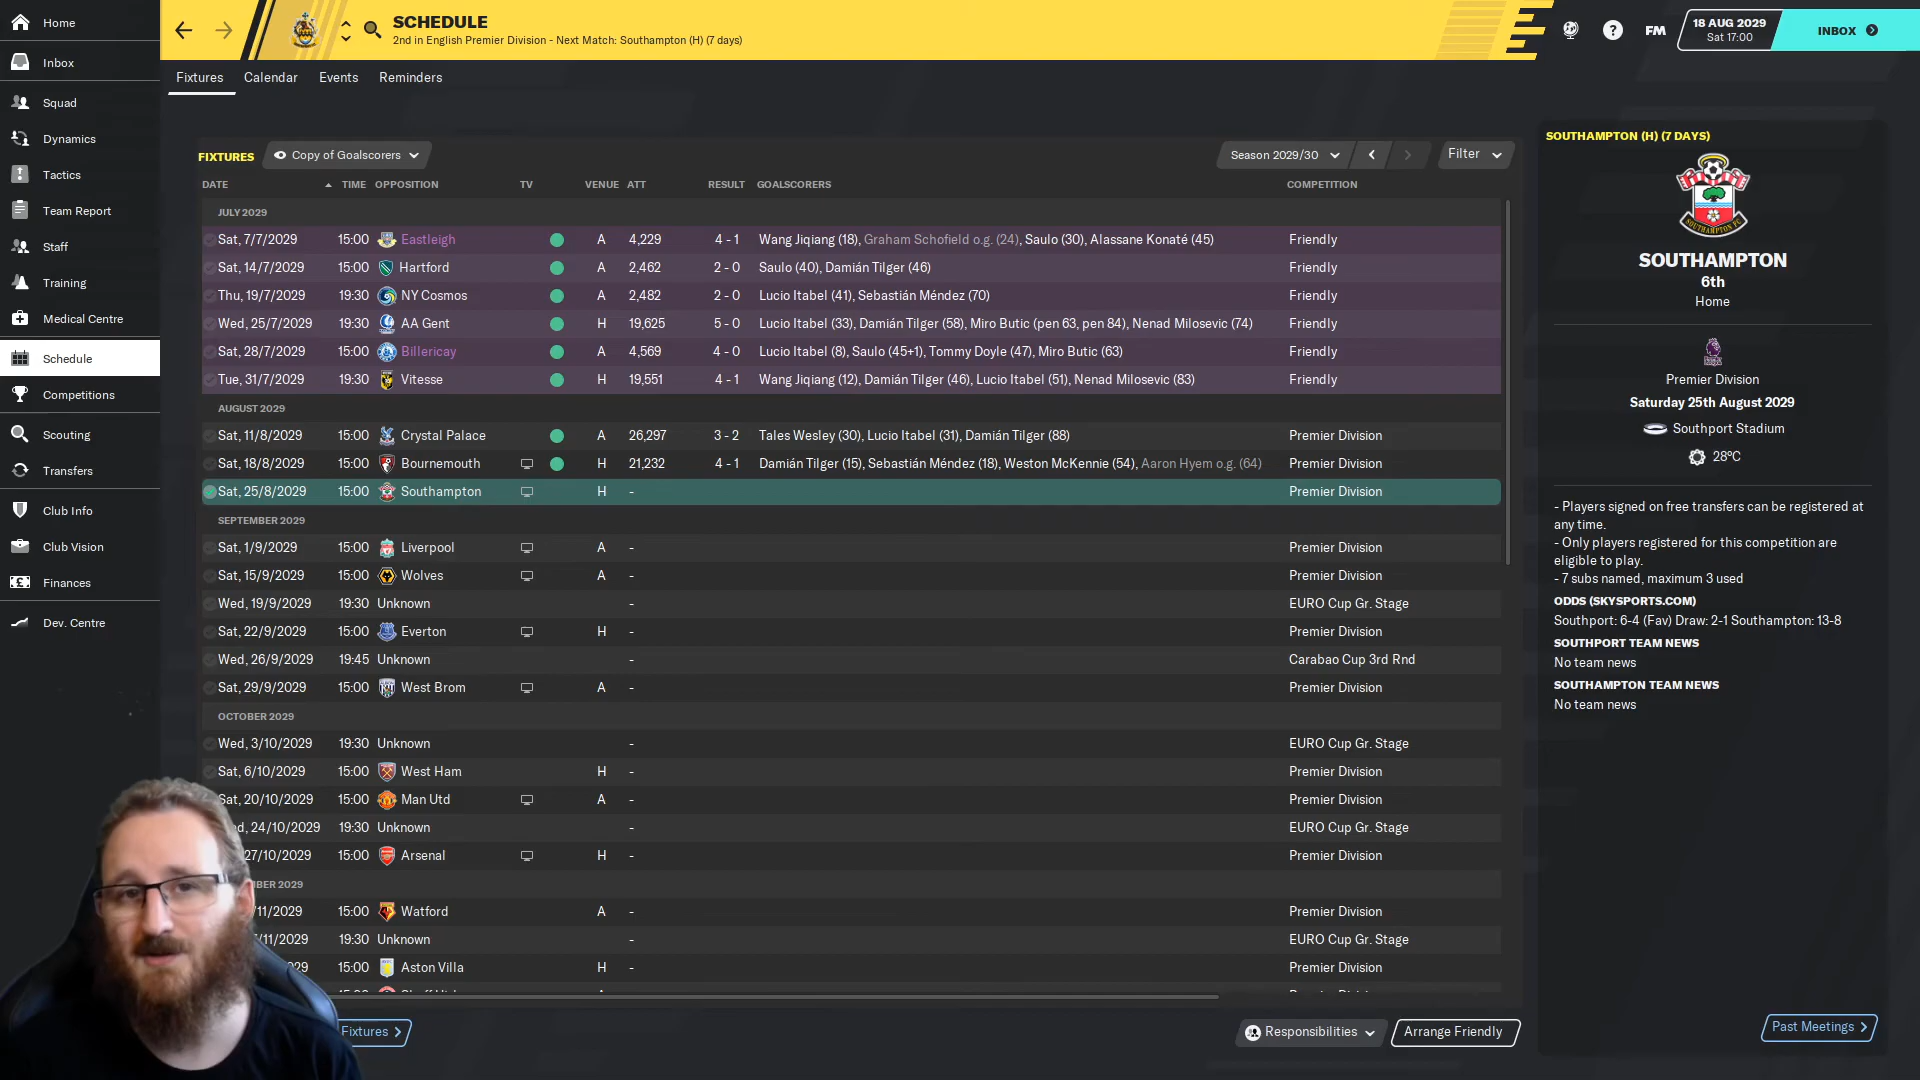 Home
Inbox
Squad
Dynamics
Tactics
Team Report
Staff
Training
Medical Centre
Schedule
Competitions
Scouting
Transfers
Club Info
Club Vision
Finances
Dev. Centre
SCHEDULE
2nd in English Premier Division - Next Match: Southampton (H) (7 days)
FM
18 AUG 2029
Sat 17:00
INBOX
Fixtures Calendar Events Reminders
FIXTURES Copy of Goalscorers Season 2029/30 Filter
DATE TIME OPPOSITION TV VENUE ATT RESULT GOALSCORERS COMPETITION
JULY 2029
Sat, 7/7/2029 15:00 Eastleigh A 4,229 4 - 1 Wang Jiqiang (18), Graham Schofield o.g. (24), Saulo (30), Alassane Konaté (45) Friendly
Sat, 14/7/2029 15:00 Hartford A 2,462 2 - 0 Saulo (40), Damián Tilger (46) Friendly
Thu, 19/7/2029 19:30 NY Cosmos A 2,482 2 - 0 Lucio Itabel (41), Sebastián Méndez (70) Friendly
Wed, 25/7/2029 19:30 AA Gent H 19,625 5 - 0 Lucio Itabel (33), Damián Tilger (58), Miro Butic (pen 63, pen 84), Nenad Milosevic (74) Friendly
Sat, 28/7/2029 15:00 Billericay A 4,569 4 - 0 Lucio Itabel (8), Saulo (45+1), Tommy Doyle (47), Miro Butic (63) Friendly
Tue, 31/7/2029 19:30 Vitesse H 19,551 4 - 1 Wang Jiqiang (12), Damián Tilger (46), Lucio Itabel (51), Nenad Milosevic (83) Friendly
AUGUST 2029
Sat, 11/8/2029 15:00 Crystal Palace A 26,297 3 - 2 Tales Wesley (30), Lucio Itabel (31), Damián Tilger (88) Premier Division
Sat, 18/8/2029 15:00 Bournemouth H 21,232 4 - 1 Damián Tilger (15), Sebastián Méndez (18), Weston McKennie (54), Aaron Hyem o.g. (64) Premier Division
Sat, 25/8/2029 15:00 Southampton H - Premier Division
SEPTEMBER 2029
Sat, 1/9/2029 15:00 Liverpool A - Premier Division
Sat, 15/9/2029 15:00 Wolves A - Premier Division
Wed, 19/9/2029 19:30 Unknown - EURO Cup Gr. Stage
Sat, 22/9/2029 15:00 Everton H - Premier Division
Wed, 26/9/2029 19:45 Unknown - Carabao Cup 3rd Rnd
Sat, 29/9/2029 15:00 West Brom A - Premier Division
OCTOBER 2029
Wed, 3/10/2029 19:30 Unknown - EURO Cup Gr. Stage
Sat, 6/10/2029 15:00 West Ham H - Premier Division
Sat, 20/10/2029 15:00 Man Utd A - Premier Division
d, 24/10/2029 19:30 Unknown - EURO Cup Gr. Stage
27/10/2029 15:00 Arsenal H - Premier Division
BER 2029
/11/2029 15:00 Watford A - Premier Division
/11/2029 19:30 Unknown - EURO Cup Gr. Stage
29 15:00 Aston Villa H - Premier Division
Fixtures Responsibilities Arrange Friendly
SOUTHAMPTON (H) (7 DAYS)
SOUTHAMPTON
6th
Home
Premier Division
Saturday 25th August 2029
Southport Stadium
28°C
- Players signed on free transfers can be registered at
any time.
- Only players registered for this competition are
eligible to play.
- 7 subs named, maximum 3 used
ODDS (SKYSPORTS.COM)
Southport: 6-4 (Fav) Draw: 2-1 Southampton: 13-8
SOUTHPORT TEAM NEWS
No team news
SOUTHAMPTON TEAM NEWS
No team news
Past Meetings